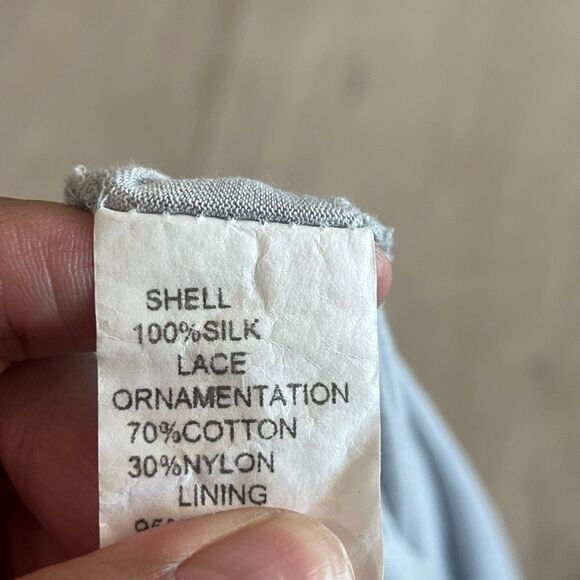 SHELL
100%SILK
LACE
ORNAMENTATION
70%COTTON
30%NYLON
LINING